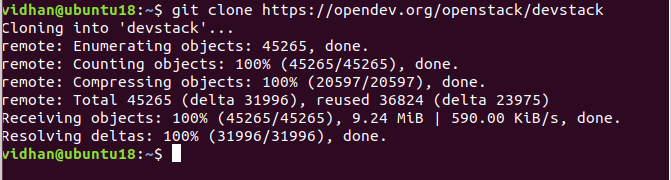 vidhan@ubuntu18:~$ git clone https://opendev.org/openstack/devstack
Cloning into 'devstack'...
remote: Enumerating objects: 45265, done.
remote: Counting objects: 100% (45265/45265), done.
remote: Compressing objects: 100% (20597/20597), done.
remote: Total 45265 (delta 31996), reused 36824 (delta 23975)
Receiving objects: 100% (45265/45265), 9.24 MiB | 590.00 KiB/s, done.
Resolving deltas: 100% (31996/31996), done.
vidhan@ubuntu18:~$